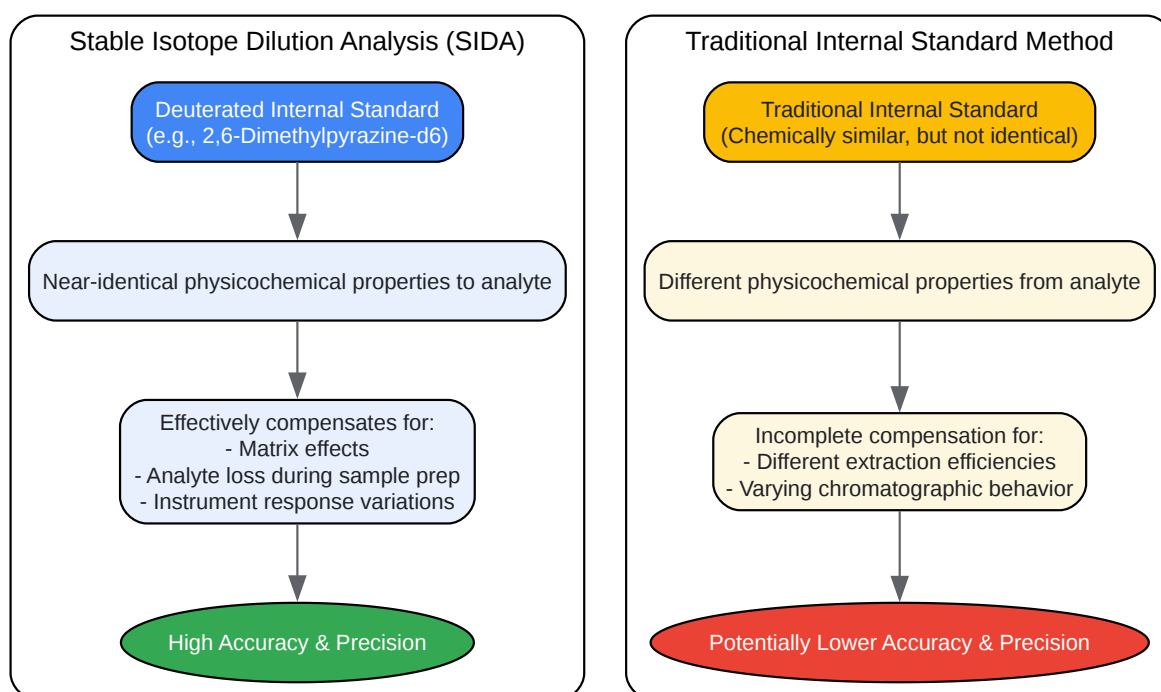 Stable Isotope Dilution Analysis (SIDA)
Deuterated Internal Standard
(e.g., 2,6-Dimethylpyrazine-d6)
Near-identical physicochemical properties to analyte
Effectively compensates for:
- Matrix effects
- Analyte loss during sample prep
- Instrument response variations
High Accuracy & Precision
Traditional Internal Standard Method
Traditional Internal Standard
(Chemically similar, but not identical)
Different physicochemical properties from analyte
Incomplete compensation for:
- Different extraction efficiencies
- Varying chromatographic behavior
Potentially Lower Accuracy & Precision